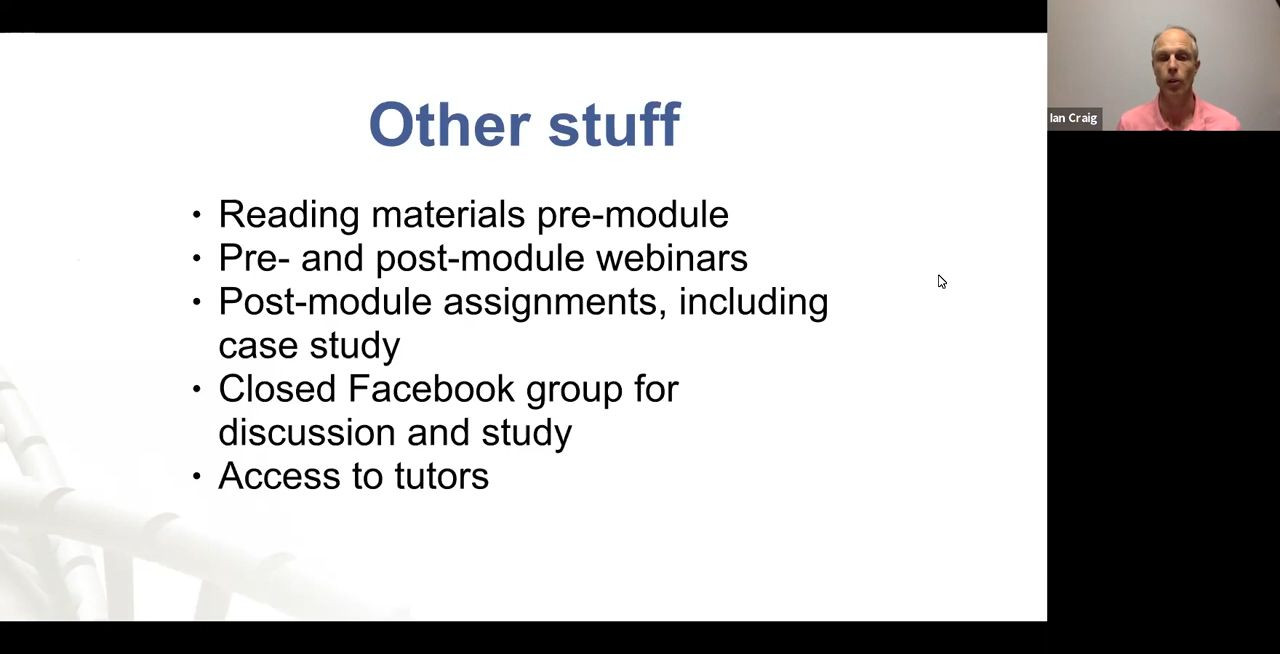 Other stuff
• Reading materials pre-module
• Pre- and post-module webinars
• Post-module assignments, including
case study
• Closed Facebook group for
discussion and study
• Access to tutors
Ian Craig